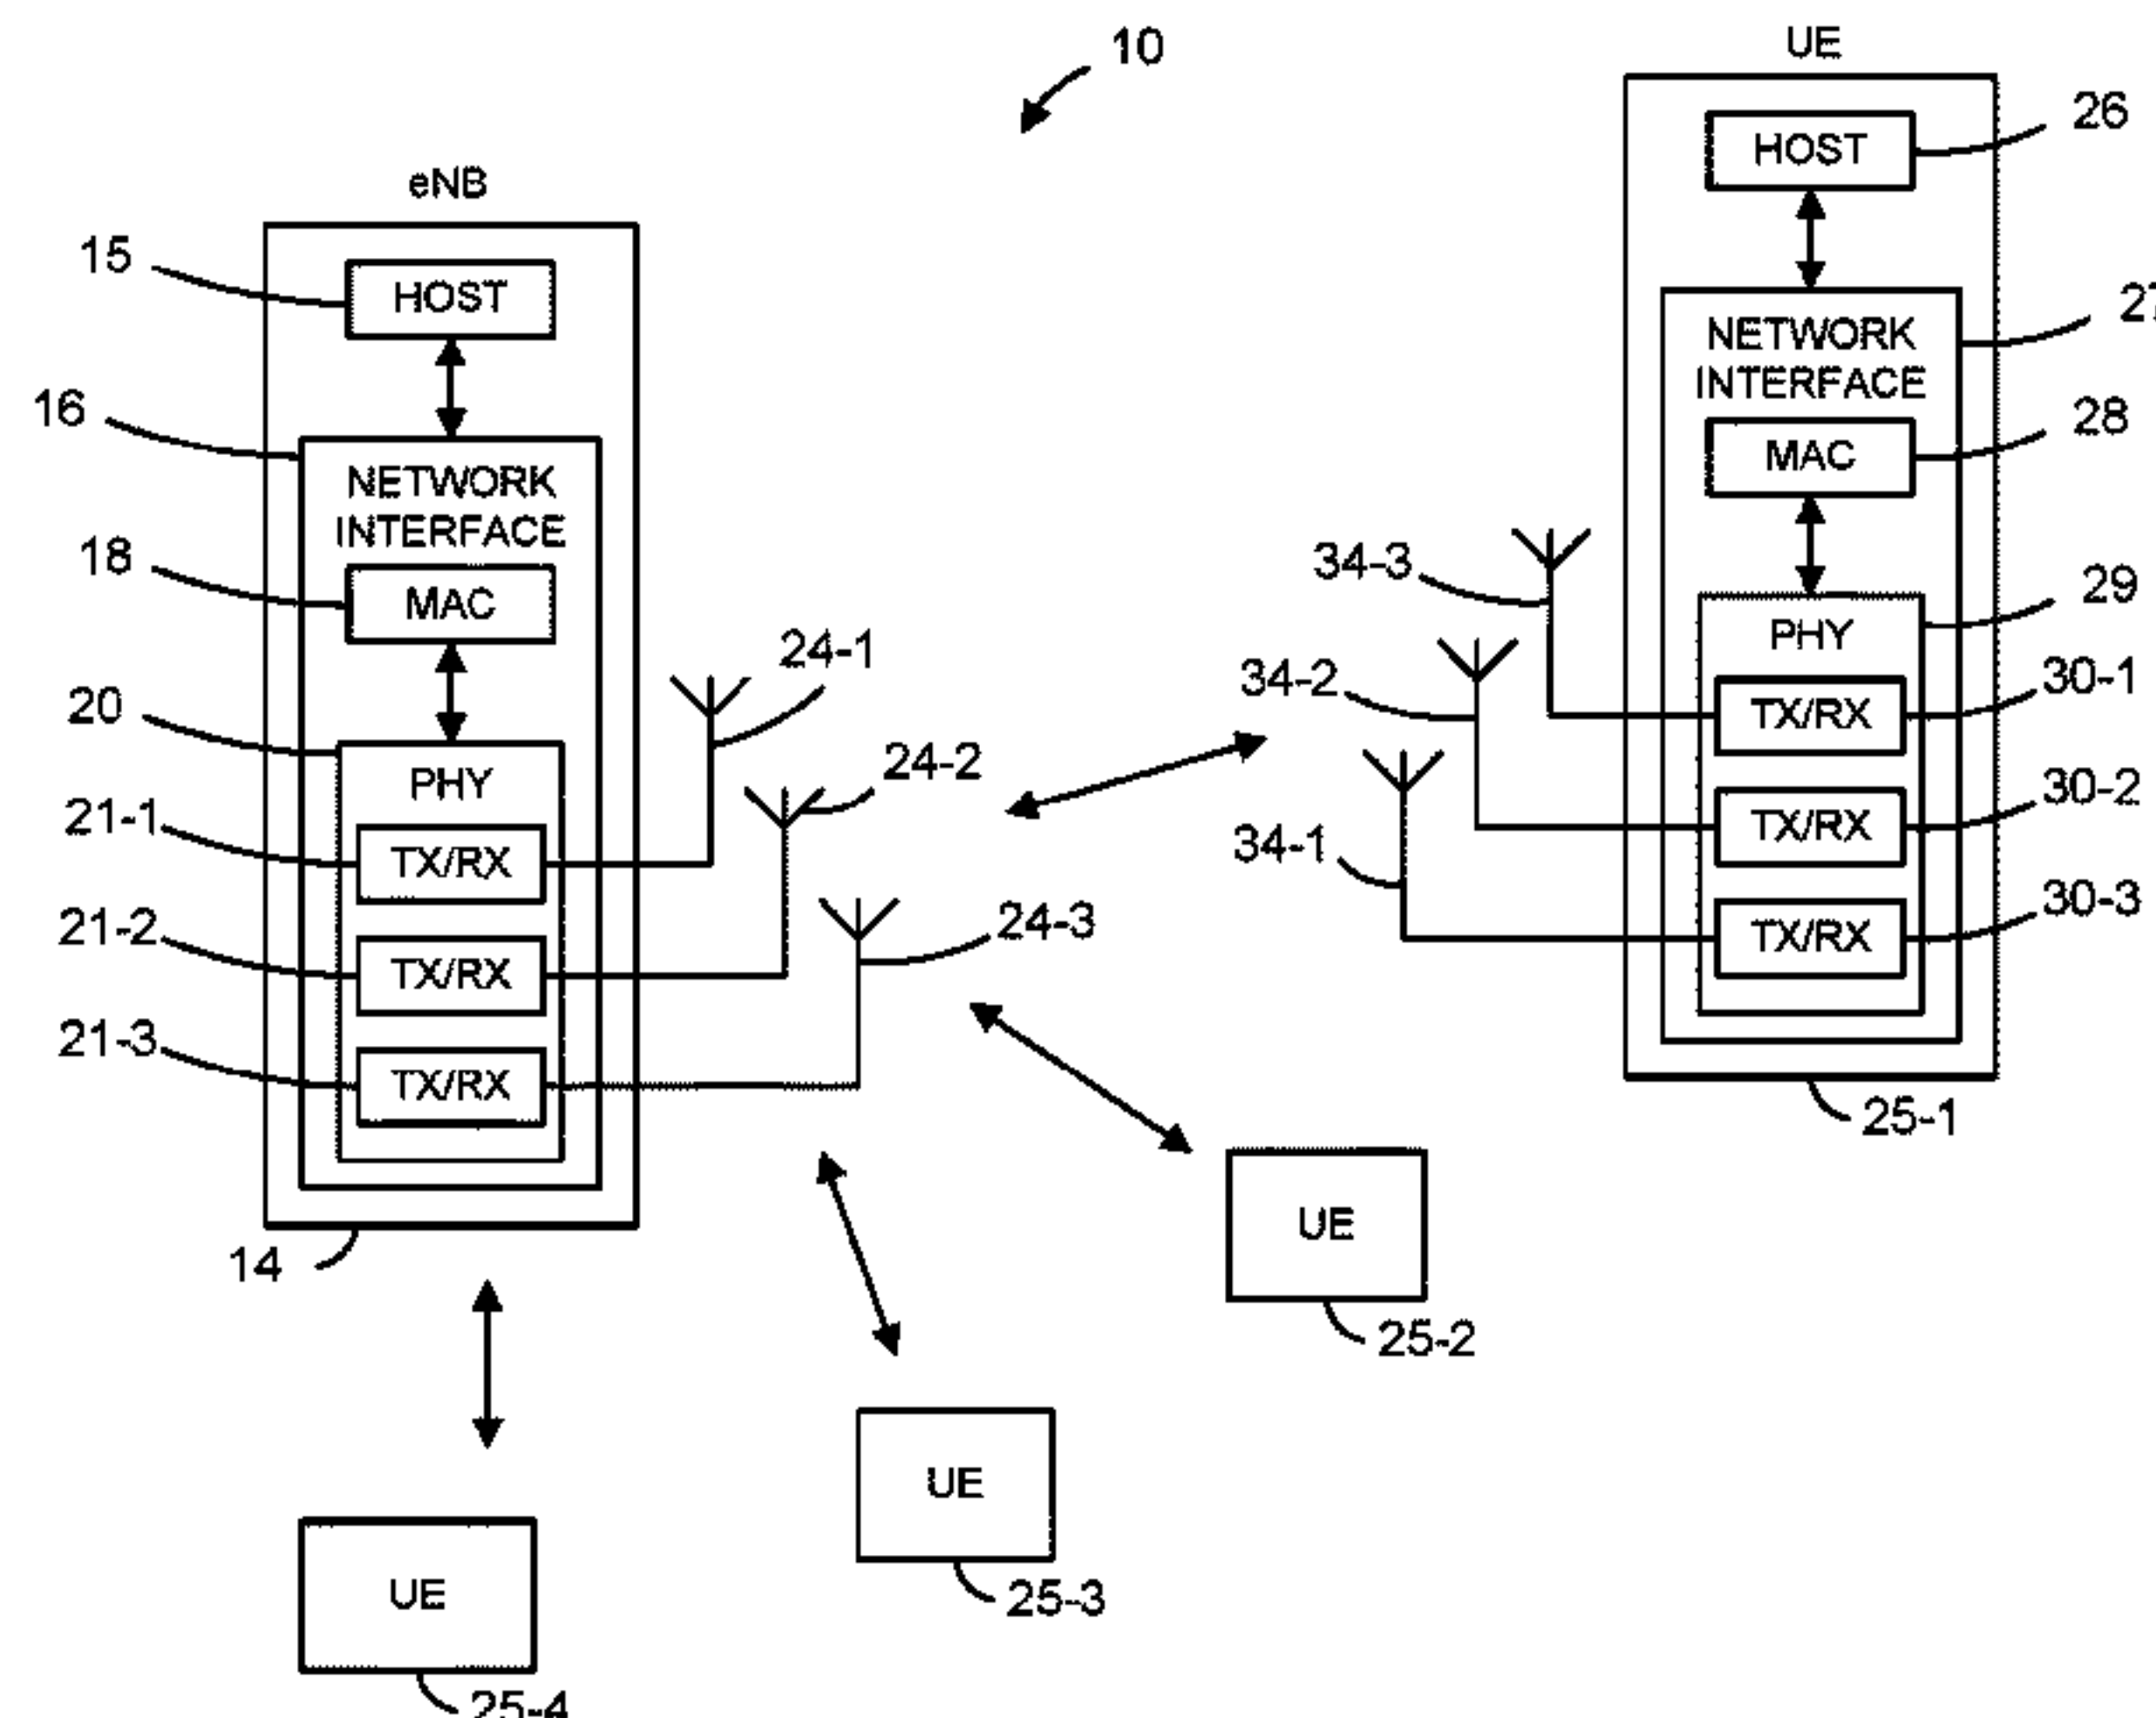 10
UE
HOST
26
NETWORK
INTERFACE
27
MAC
28
PHY
29
TX/RX
30-1
TX/RX
30-2
TX/RX
30-3
34-3
34-2
34-1
25-1
eNB
15
HOST
16
NETWORK
INTERFACE
18
MAC
20
PHY
21-1
TX/RX
21-2
TX/RX
21-3
TX/RX
24-1
24-2
24-3
14
UE
25-2
UE
25-3
UE
25-4